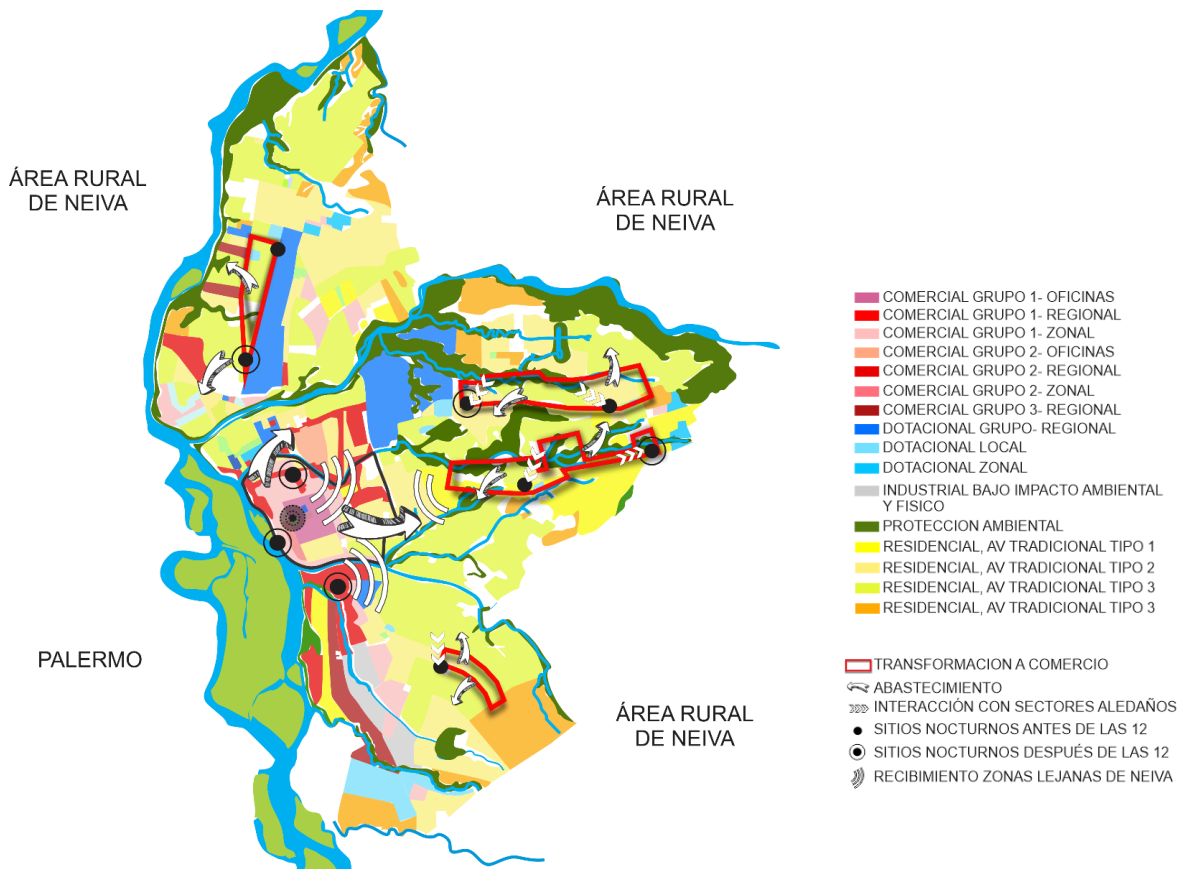 ÁREA RURAL
DE NEIVA
ÁREA RURAL
DE NEIVA
PALERMO
ÁREA RURAL
DE NEIVA
COMERCIAL GRUPO 1- OFICINAS
COMERCIAL GRUPO 1- REGIONAL
COMERCIAL GRUPO 1- ZONAL
COMERCIAL GRUPO 2- OFICINAS
COMERCIAL GRUPO 2- REGIONAL
COMERCIAL GRUPO 2- ZONAL
COMERCIAL GRUPO 3- REGIONAL
DOTACIONAL GRUPO- REGIONAL
DOTACIONAL LOCAL
DOTACIONAL ZONAL
INDUSTRIAL BAJO IMPACTO AMBIENTAL
Y FISICO
PROTECCION AMBIENTAL
RESIDENCIAL, AV TRADICIONAL TIPO 1
RESIDENCIAL, AV TRADICIONAL TIPO 2
RESIDENCIAL, AV TRADICIONAL TIPO 3
RESIDENCIAL, AV TRADICIONAL TIPO 3
TRANSFORMACION A COMERCIO
ABASTECIMIENTO
INTERACCIÓN CON SECTORES ALEDAÑOS
SITIOS NOCTURNOS ANTES DE LAS 12
SITIOS NOCTURNOS DESPUÉS DE LAS 12
RECIBIMIENTO ZONAS LEJANAS DE NEIVA